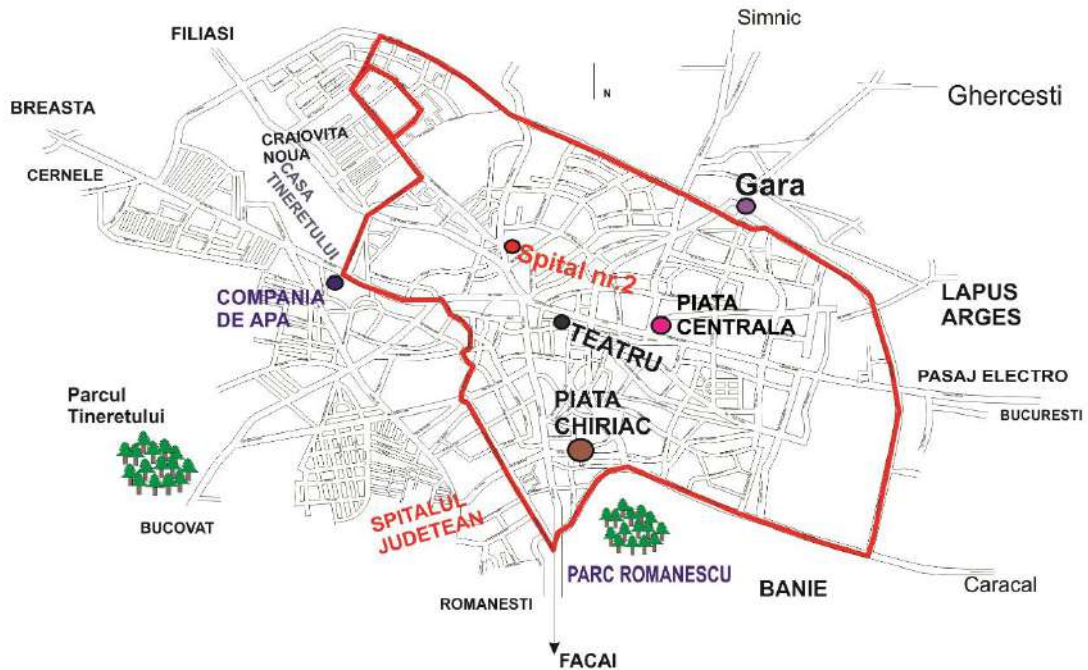 Simnic
FILIASI
Ghercesti
N
BREASTA
CRAIOVITA
NOUA
CASA
TINERETULUI
CERNELE
Gara
Spital nr.2
COMPANIA
DE APA
LAPUS
ARGES
PIATA
CENTRALA
TEATRU
PASAJ ELECTRO
BUCURESTI
Parcul
Tineretului
PIATA
CHIRIAC
SPITALUL
JUDETEAN
BUCOVAT
PARC ROMANESCU
BANIE
Caracal
ROMANESTI
FACAI